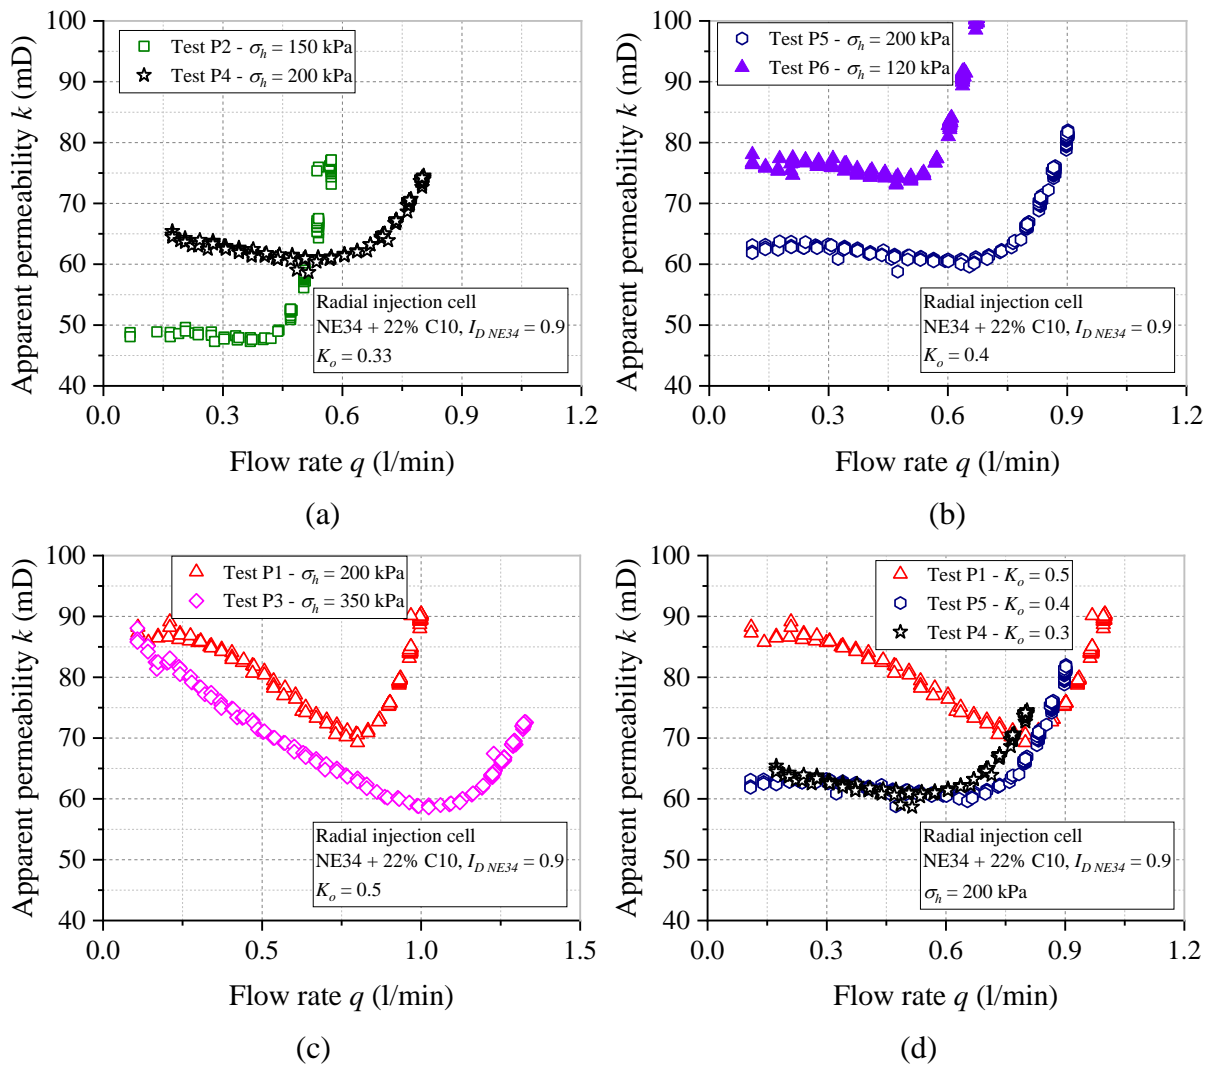 Test P2 - σh = 150 kPa
Test P4 - σh = 200 kPa
Radial injection cell
NE34 + 22% C10, ID NE34 = 0.9
Ko = 0.33
100
90
80
70
60
50
40
0.0 0.3 0.6 0.9 1.2
Apparent permeability k (mD)
Flow rate q (l/min)
(a)
Test P5 - σh = 200 kPa
Test P6 - σh = 120 kPa
Radial injection cell
NE34 + 22% C10, ID NE34 = 0.9
Ko = 0.4
100
90
80
70
60
50
40
0.0 0.3 0.6 0.9 1.2
Apparent permeability k (mD)
Flow rate q (l/min)
(b)
Test P1 - σh = 200 kPa
Test P3 - σh = 350 kPa
Radial injection cell
NE34 + 22% C10, ID NE34 = 0.9
Ko = 0.5
100
90
80
70
60
50
40
0.0 0.5 1.0 1.5
Apparent permeability k (mD)
Flow rate q (l/min)
(c)
Test P1 - Ko = 0.5
Test P5 - Ko = 0.4
Test P4 - Ko = 0.3
Radial injection cell
NE34 + 22% C10, ID NE34 = 0.9
σh = 200 kPa
100
90
80
70
60
50
40
0.0 0.3 0.6 0.9 1.2
Apparent permeability k (mD)
Flow rate q (l/min)
(d)